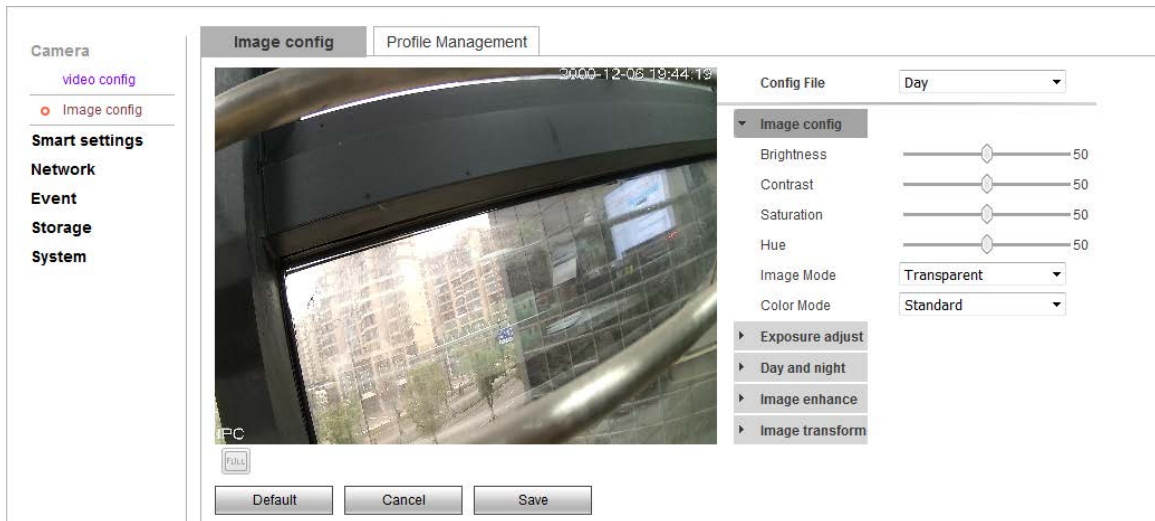 Camera
video config
Image config
Smart settings
Network
Event
Storage
System
Image config
Profile Management
2000-12-06 19:44:19
IPC
FULL
Default
Cancel
Save
Config File
Day
Image config
Brightness
50
Contrast
50
Saturation
50
Hue
50
Image Mode
Transparent
Color Mode
Standard
Exposure adjust
Day and night
Image enhance
Image transform